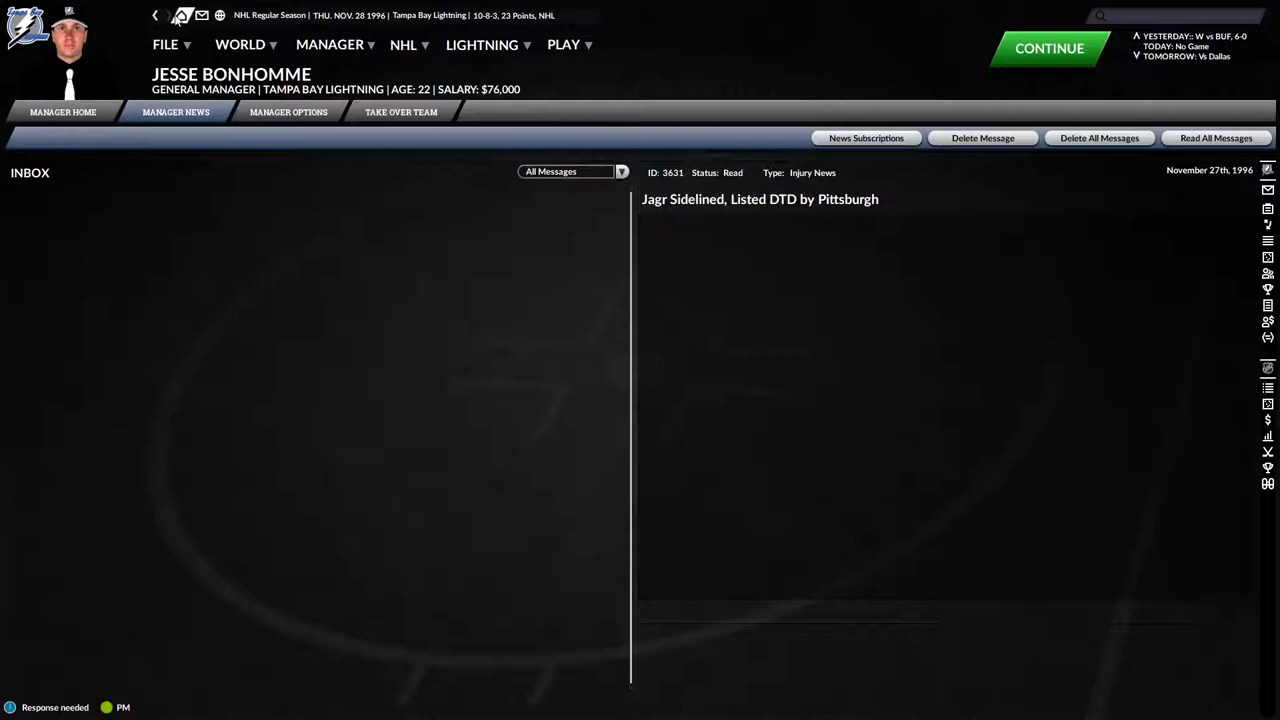 NHL Regular Season | THU. NOV. 28 1996 | Tampa Bay Lightning | 10-8-3, 23 Points, NHL
FILE WORLD MANAGER NHL LIGHTNING PLAY
CONTINUE
YESTERDAY:: W vs BUF, 6-0
TODAY: No Game
TOMORROW: Vs Dallas
JESSE BONHOMME
GENERAL MANAGER | TAMPA BAY LIGHTNING | AGE: 22 | SALARY: $76,000
MANAGER HOME MANAGER NEWS MANAGER OPTIONS TAKE OVER TEAM
News Subscriptions Delete Message Delete All Messages Read All Messages
INBOX
All Messages
ID: 3631 Status: Read Type: Injury News
November 27th, 1996
Jagr Sidelined, Listed DTD by Pittsburgh
Response needed PM